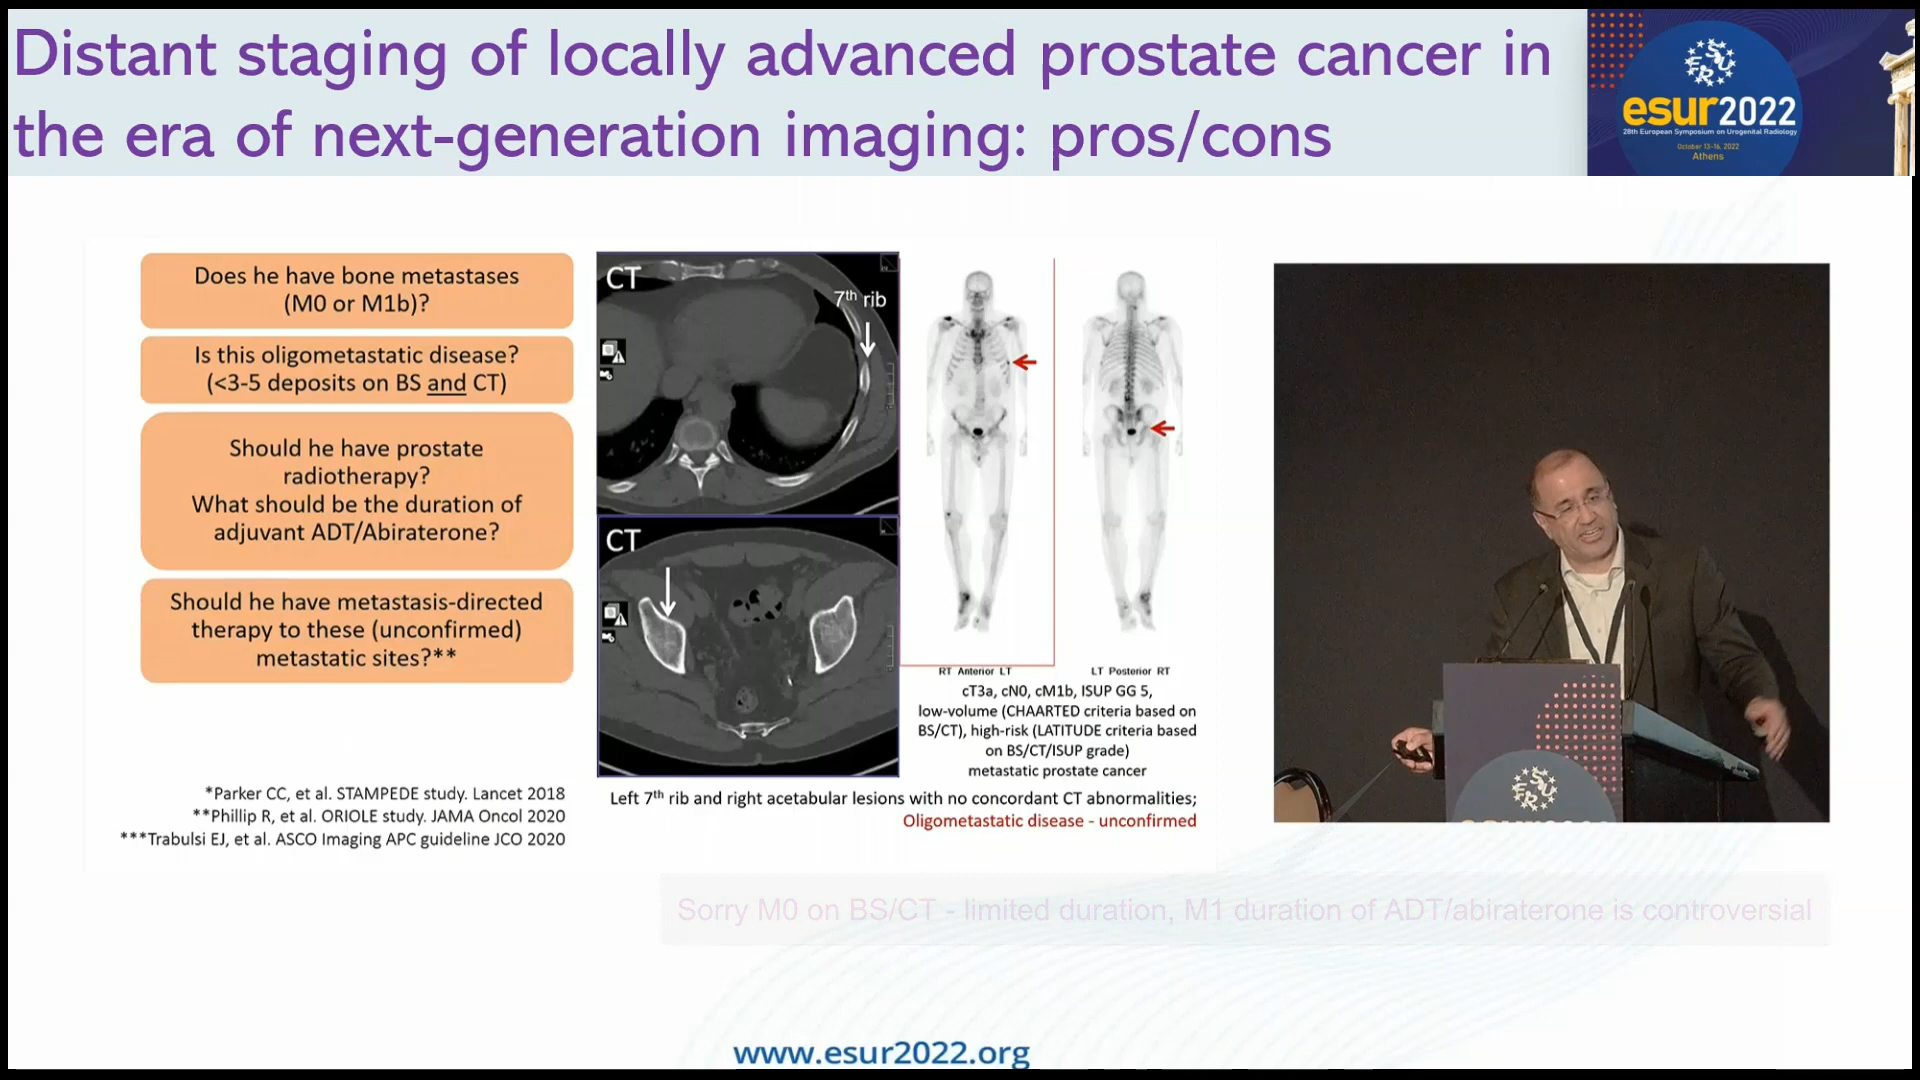 Distant staging of locally advanced prostate cancer in
the era of next-generation imaging: pros/cons
ESUR
esur2022
28th European Symposium on Urogenital Radiology
October 13-16, 2022
Athens
Does he have bone metastases
(M0 or M1b)?
Is this oligometastatic disease?
(<3-5 deposits on BS and CT)
Should he have prostate
radiotherapy?
What should be the duration of
adjuvant ADT/Abiraterone?
Should he have metastasis-directed
therapy to these (unconfirmed)
metastatic sites?**
*Parker CC, et al. STAMPEDE study. Lancet 2018
**Phillip R, et al. ORIOLE study. JAMA Oncol 2020
***Trabulsi EJ, et al. ASCO Imaging APC guideline JCO 2020
CT
7th rib
CT
RT Anterior LT
LT Posterior RT
cT3a, cN0, cM1b, ISUP GG 5,
low-volume (CHAARTED criteria based on
BS/CT), high-risk (LATITUDE criteria based
on BS/CT/ISUP grade)
metastatic prostate cancer
Left 7th rib and right acetabular lesions with no concordant CT abnormalities;
Oligometastatic disease - unconfirmed
ESUR
Sorry M0 on BS/CT - limited duration, M1 duration of ADT/abiraterone is controversial
www.esur2022.org